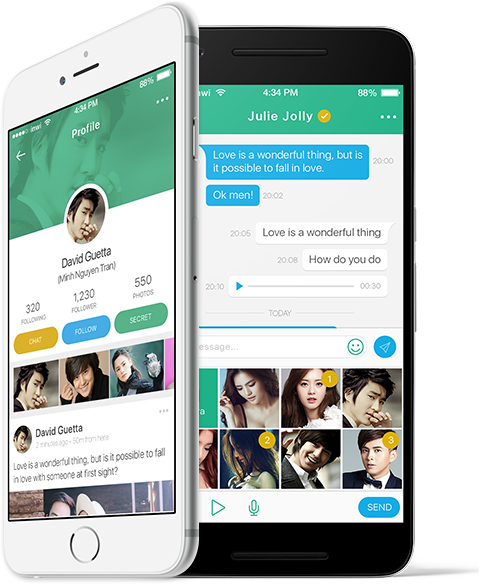 imwi
4:34 PM
88%
Profile
David Guetta
(Minh Nguyen Tran)
320
FOLLOWING
1,230
FOLLOWER
550
PHOTOS
CHAT
FOLLOW
SECRET
David Guetta
2 minutes ago - 50m from here
Love is a wonderful thing, but is it possible to fall
in love with someone at first sight?
nwi
4:34 PM
88%
Julie Jolly
Love is a wonderful thing, but is
it possible to fall in love.
20:00
Ok men!
20:02
20:05
Love is a wonderful thing
20:08
How do you do
20:10
00:30
TODAY
essage...
ra
1
2
3
SEND